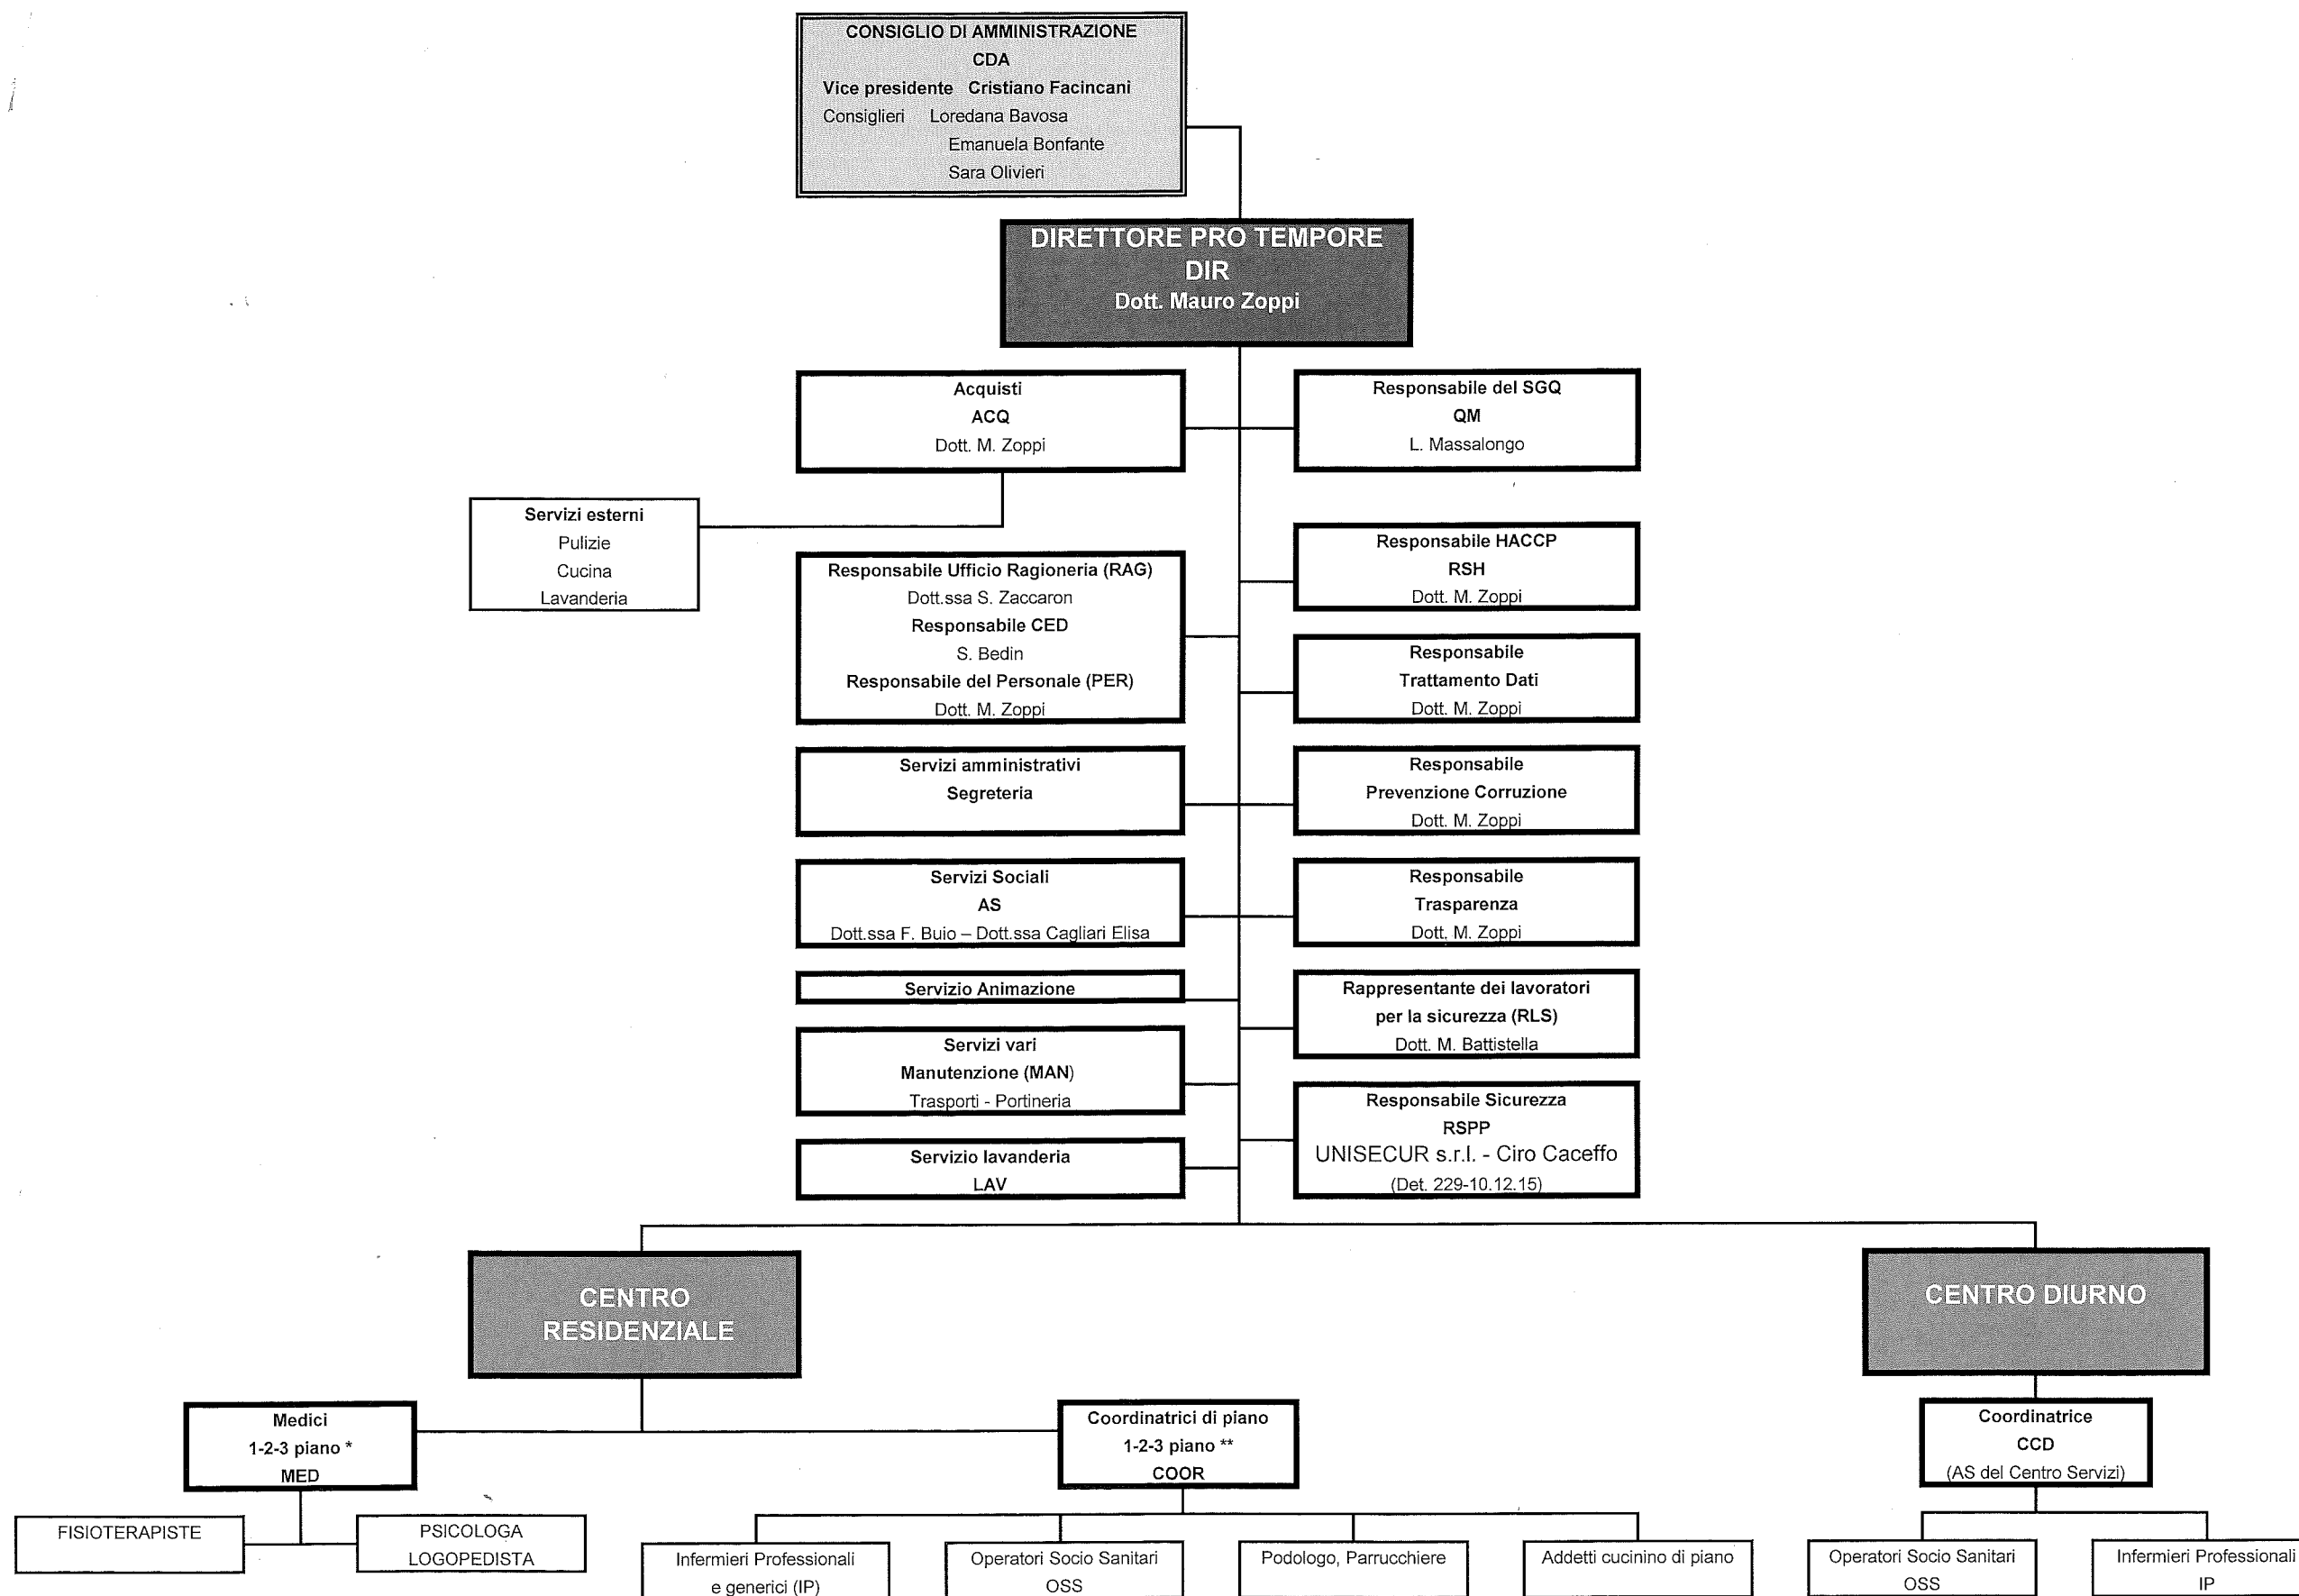 CONSIGLIO DI AMMINISTRAZIONE
CDA
Vice presidente Cristiano Facincani
Consiglieri Loredana Bavosa
Emanuela Bonfante
Sara Olivieri
DIRETTORE PRO TEMPORE
DIR
Dott. Mauro Zoppi
Acquisti
ACQ
Dott. M. Zoppi
Responsabile del SGQ
QM
L. Massalongo
Servizi esterni
Pulizie
Cucina
Lavanderia
Responsabile HACCP
RSH
Dott. M. Zoppi
Responsabile Ufficio Ragioneria (RAG)
Dott.ssa S. Zaccaron
Responsabile CED
S. Bedin
Responsabile del Personale (PER)
Dott. M. Zoppi
Responsabile
Trattamento Dati
Dott. M. Zoppi
Servizi amministrativi
Segreteria
Responsabile
Prevenzione Corruzione
Dott. M. Zoppi
Servizi Sociali
AS
Dott.ssa F. Buio – Dott.ssa Cagliari Elisa
Responsabile
Trasparenza
Dott. M. Zoppi
Servizio Animazione
Rappresentante dei lavoratori
per la sicurezza (RLS)
Dott. M. Battistella
Servizi vari
Manutenzione (MAN)
Trasporti - Portineria
Responsabile Sicurezza
RSPP
UNISECUR s.r.l. - Ciro Caceffo
(Det. 229-10.12.15)
Servizio lavanderia
LAV
CENTRO
RESIDENZIALE
CENTRO DIURNO
Medici
1-2-3 piano *
MED
Coordinatrici di piano
1-2-3 piano **
COOR
Coordinatrice
CCD
(AS del Centro Servizi)
FISIOTERAPISTE
PSICOLOGA
LOGOPEDISTA
Infermieri Professionali
e generici (IP)
Operatori Socio Sanitari
OSS
Podologo, Parrucchiere
Addetti cucinino di piano
Operatori Socio Sanitari
OSS
Infermieri Professionali
IP